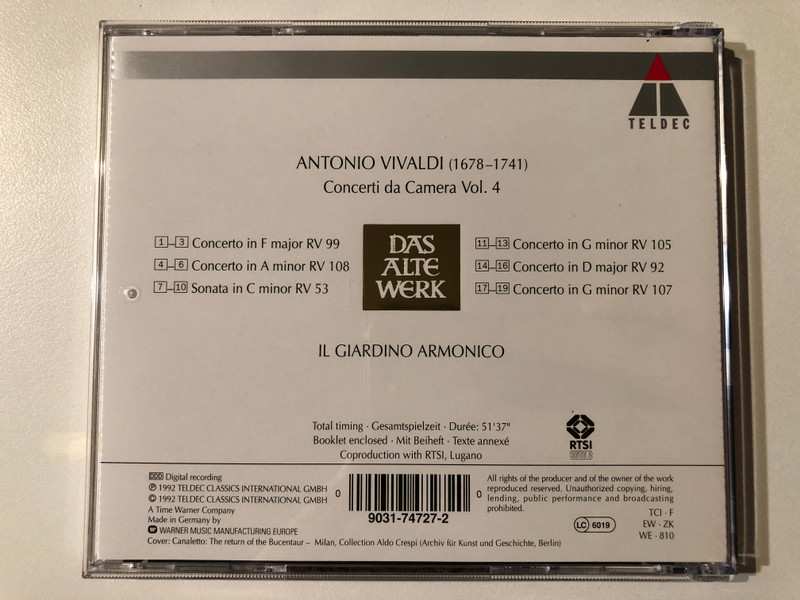 TELDEC
ANTONIO VIVALDI (1678–1741)
Concerti da Camera Vol. 4
1–3 Concerto in F major RV 99
4–6 Concerto in A minor RV 108
7–10 Sonata in C minor RV 53
DAS
ALTE
WERK
11–13 Concerto in G minor RV 105
14–16 Concerto in D major RV 92
17–19 Concerto in G minor RV 107
IL GIARDINO ARMONICO
Total timing · Gesamtspielzeit · Durée: 51'37"
Booklet enclosed · Mit Beiheft · Texte annexé
Coproduction with RTSI, Lugano
RTSI
DDD Digital recording
℗ 1992 TELDEC CLASSICS INTERNATIONAL GMBH
© 1992 TELDEC CLASSICS INTERNATIONAL GMBH
A Time Warner Company
Made in Germany by
WARNER MUSIC MANUFACTURING EUROPE
Cover: Canaletto: The return of the Bucentaur – Milan, Collection Aldo Crespi (Archiv für Kunst und Geschichte, Berlin)
0 0
9031-74727-2
All rights of the producer and of the owner of the work
reproduced reserved. Unauthorized copying, hiring,
lending, public performance and broadcasting
prohibited.
LC 6019
TCI · F
EW · ZK
WE · 810